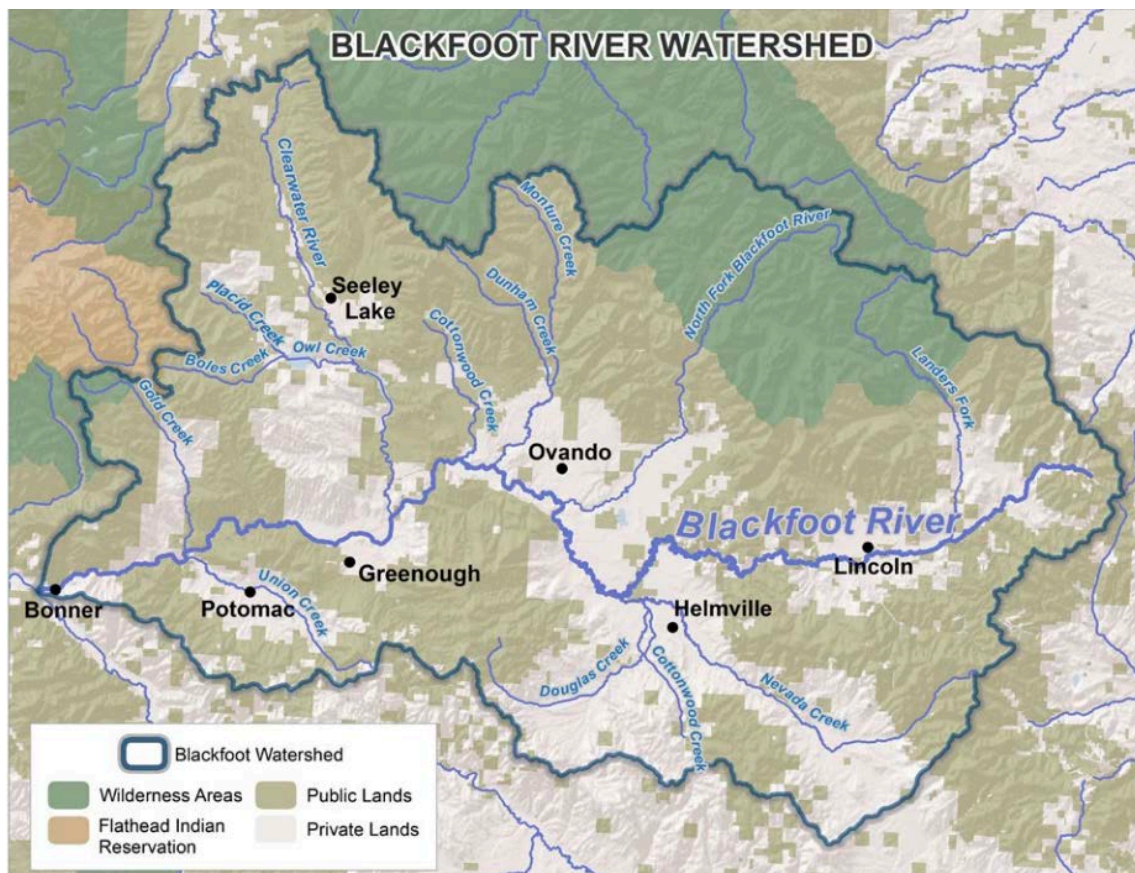 BLACKFOOT RIVER WATERSHED
Clearwater River
Monture Creek
North Fork Blackfoot River
Dunham Creek
Seeley
Lake
Placid Creek
Cottonwood Creek
Owl Creek
Boles Creek
Landers Fork
Gold Creek
Ovando
Blackfoot River
Lincoln
Greenough
Union Creek
Bonner
Potomac
Helmville
Douglas Creek
Cottonwood Creek
Nevada Creek
Blackfoot Watershed
Wilderness Areas
Public Lands
Flathead Indian
Reservation
Private Lands